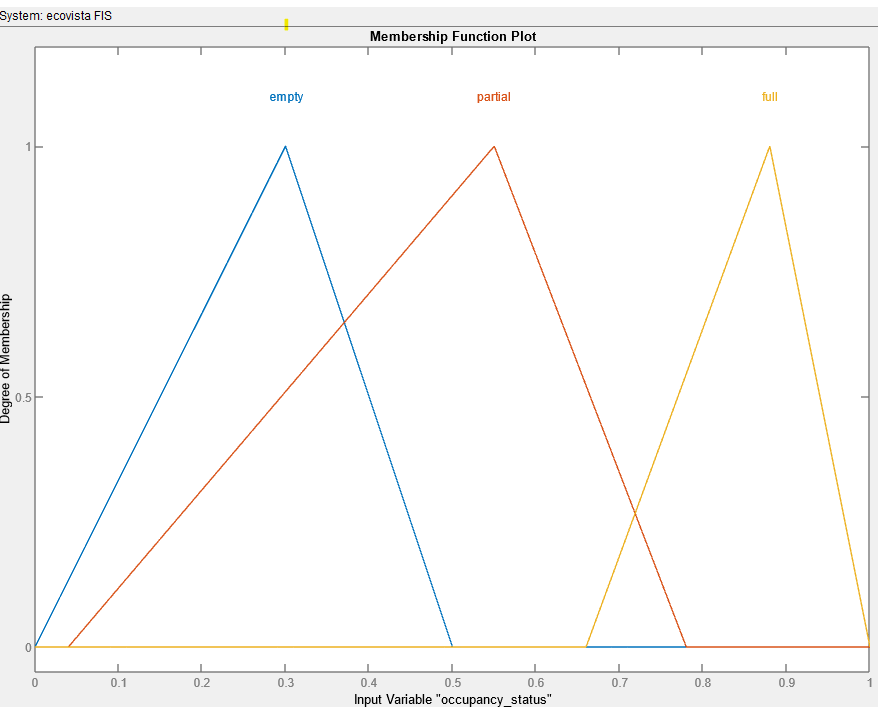 System: ecovista FIS
Membership Function Plot
empty partial full
1
0.5
0
Degree of Membership
0 0.1 0.2 0.3 0.4 0.5 0.6 0.7 0.8 0.9 1
Input Variable "occupancy_status"